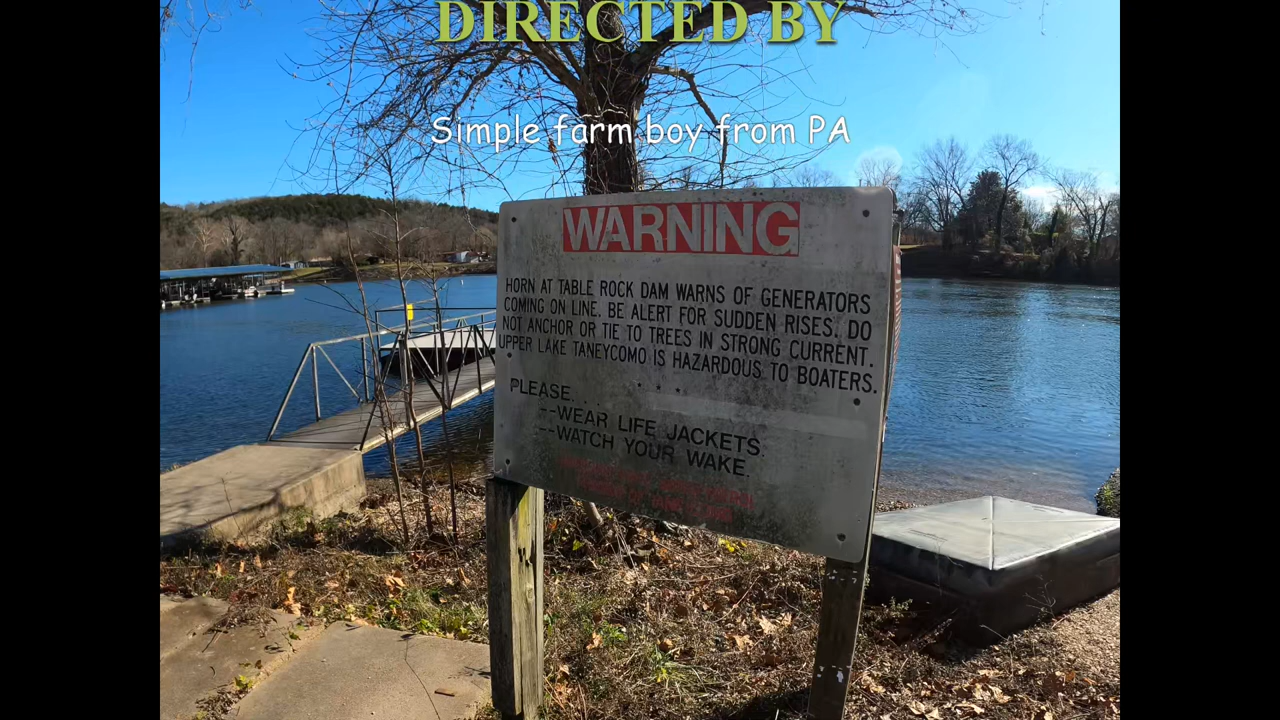 DIRECTED BY
Simple farm boy from PA
WARNING
HORN AT TABLE ROCK DAM WARNS OF GENERATORS
COMING ON LINE. BE ALERT FOR SUDDEN RISES. DO
NOT ANCHOR OR TIE TO TREES IN STRONG CURRENT.
UPPER LAKE TANEYCOMO IS HAZARDOUS TO BOATERS.
PLEASE...
--WEAR LIFE JACKETS.
--WATCH YOUR WAKE.